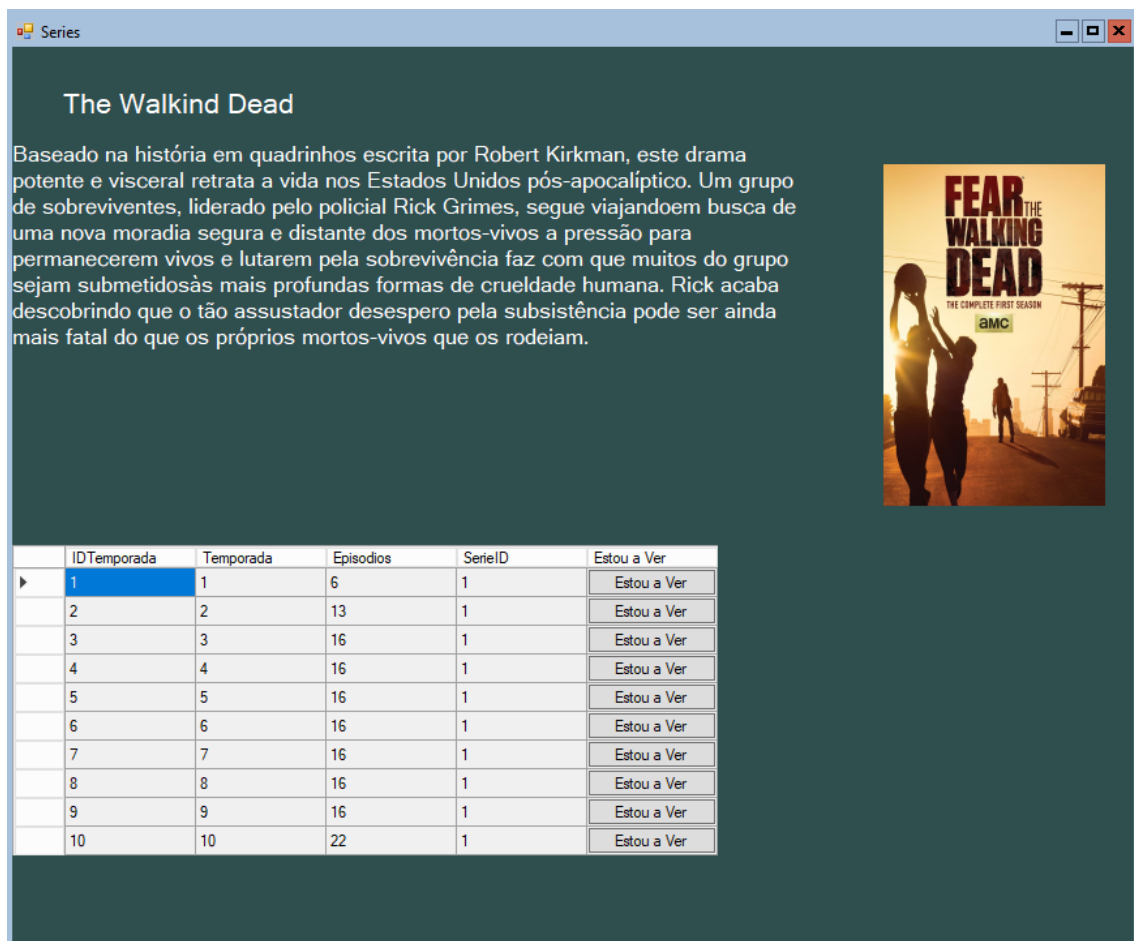 Series
The Walkind Dead
Baseado na história em quadrinhos escrita por Robert Kirkman, este drama
potente e visceral retrata a vida nos Estados Unidos pós-apocalíptico. Um grupo
de sobreviventes, liderado pelo policial Rick Grimes, segue viajandoem busca de
uma nova moradia segura e distante dos mortos-vivos a pressão para
permanecerem vivos e lutarem pela sobrevivência faz com que muitos do grupo
sejam submetidosàs mais profundas formas de crueldade humana. Rick acaba
descobrindo que o tão assustador desespero pela subsistência pode ser ainda
mais fatal do que os próprios mortos-vivos que os rodeiam.
FEAR THE
WALKING
DEAD
THE COMPLETE FIRST SEASON
aMC
IDTemporada Temporada Episodios SerieID Estou a Ver
1 1 6 1 Estou a Ver
2 2 13 1 Estou a Ver
3 3 16 1 Estou a Ver
4 4 16 1 Estou a Ver
5 5 16 1 Estou a Ver
6 6 16 1 Estou a Ver
7 7 16 1 Estou a Ver
8 8 16 1 Estou a Ver
9 9 16 1 Estou a Ver
10 10 22 1 Estou a Ver